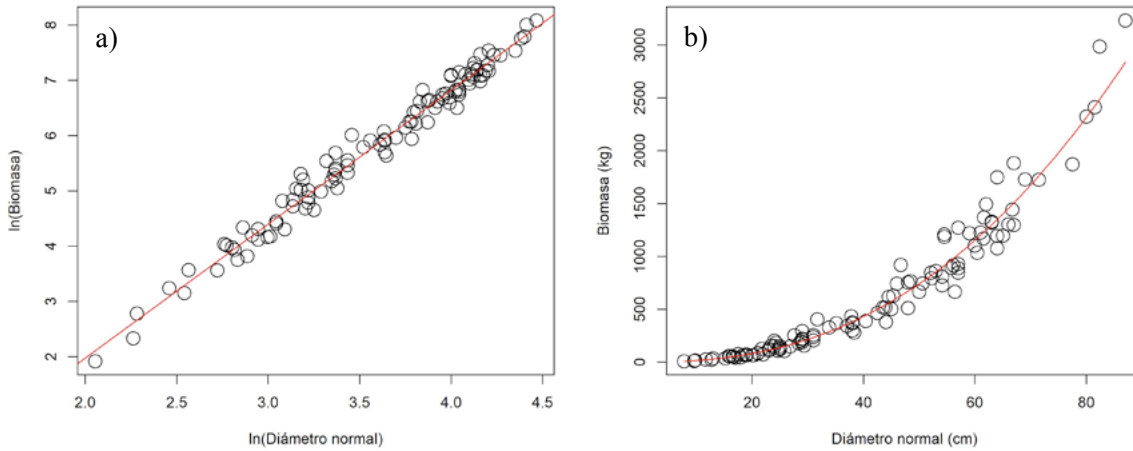 a)
8
7
6
5
4
3
2
ln(Biomasa)
2.0 2.5 3.0 3.5 4.0 4.5
ln(Diámetro normal)
b)
3000
2500
2000
1500
1000
500
0
Biomasa (kg)
20 40 60 80
Diámetro normal (cm)